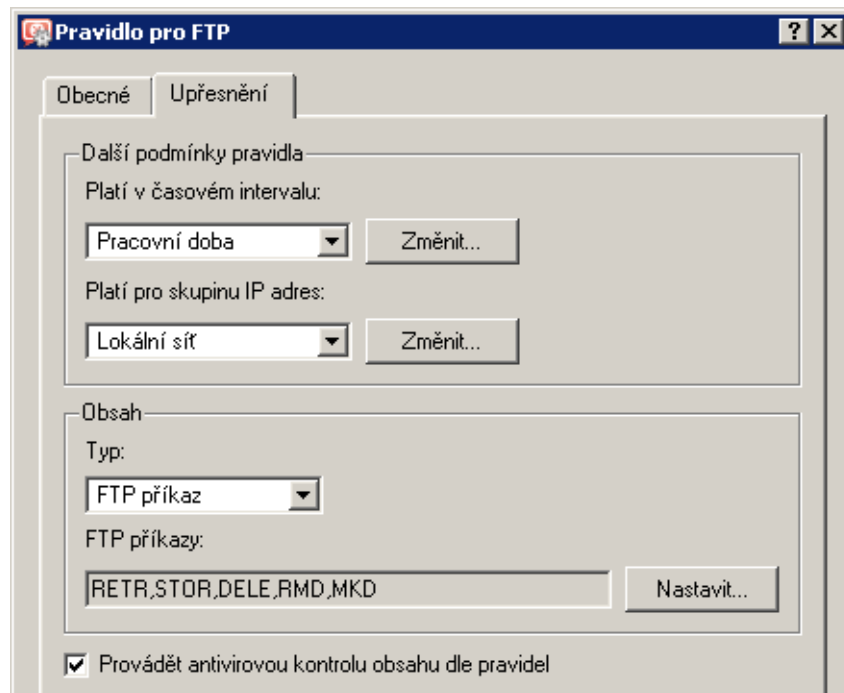 Pravidlo pro FTP
Obecné
Upřesnění
Další podmínky pravidla
Platí v časovém intervalu:
Pracovní doba
Změnit...
Platí pro skupinu IP adres:
Lokální síť
Změnit...
Obsah
Typ:
FTP příkaz
FTP příkazy:
RETR,STOR,DELE,RMD,MKD
Nastavit...
Provádět antivirovou kontrolu obsahu dle pravidel